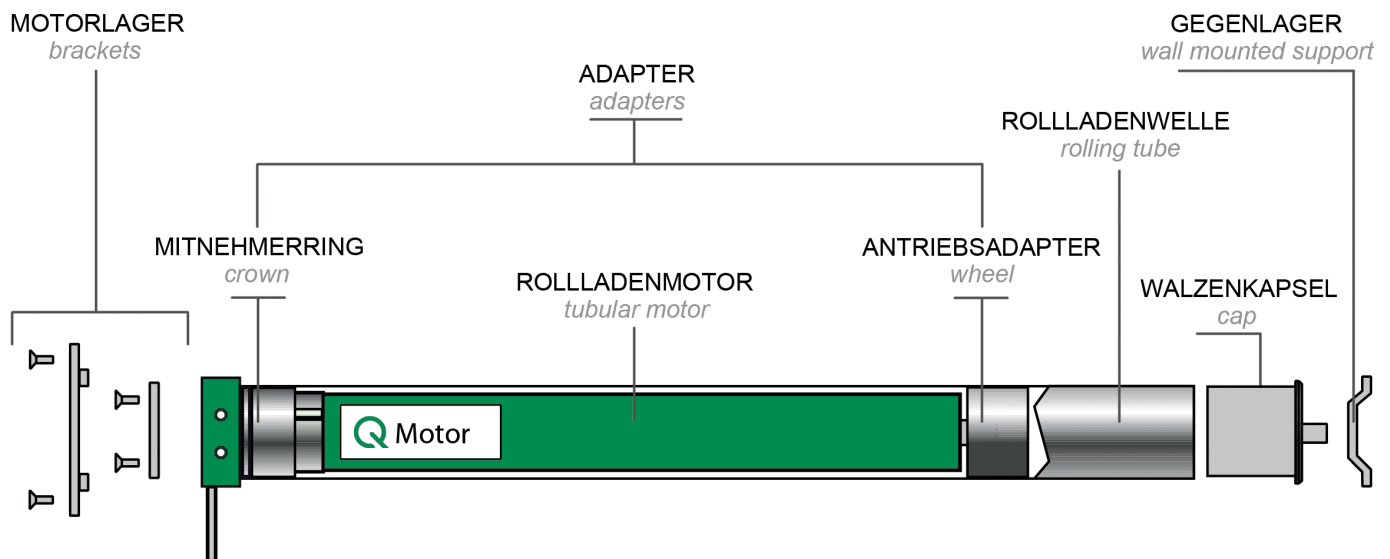 MOTORLAGER
brackets
GEGENLAGER
wall mounted support
ADAPTER
adapters
ROLLLADENWELLE
rolling tube
MITNEHMERRING
crown
ROLLLADENMOTOR
tubular motor
ANTRIEBSADAPTER
wheel
WALZENKAPSEL
cap
Q Motor